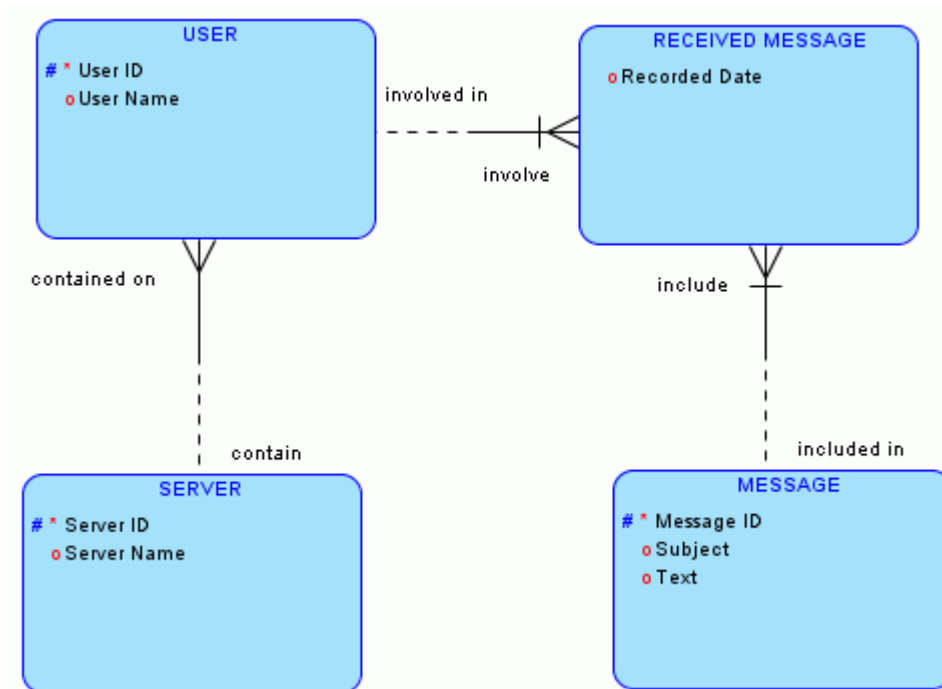 USER
# * User ID
o User Name
RECEIVED MESSAGE
o Recorded Date
involved in
involve
contained on
include
contain
included in
SERVER
# * Server ID
o Server Name
MESSAGE
# * Message ID
o Subject
o Text